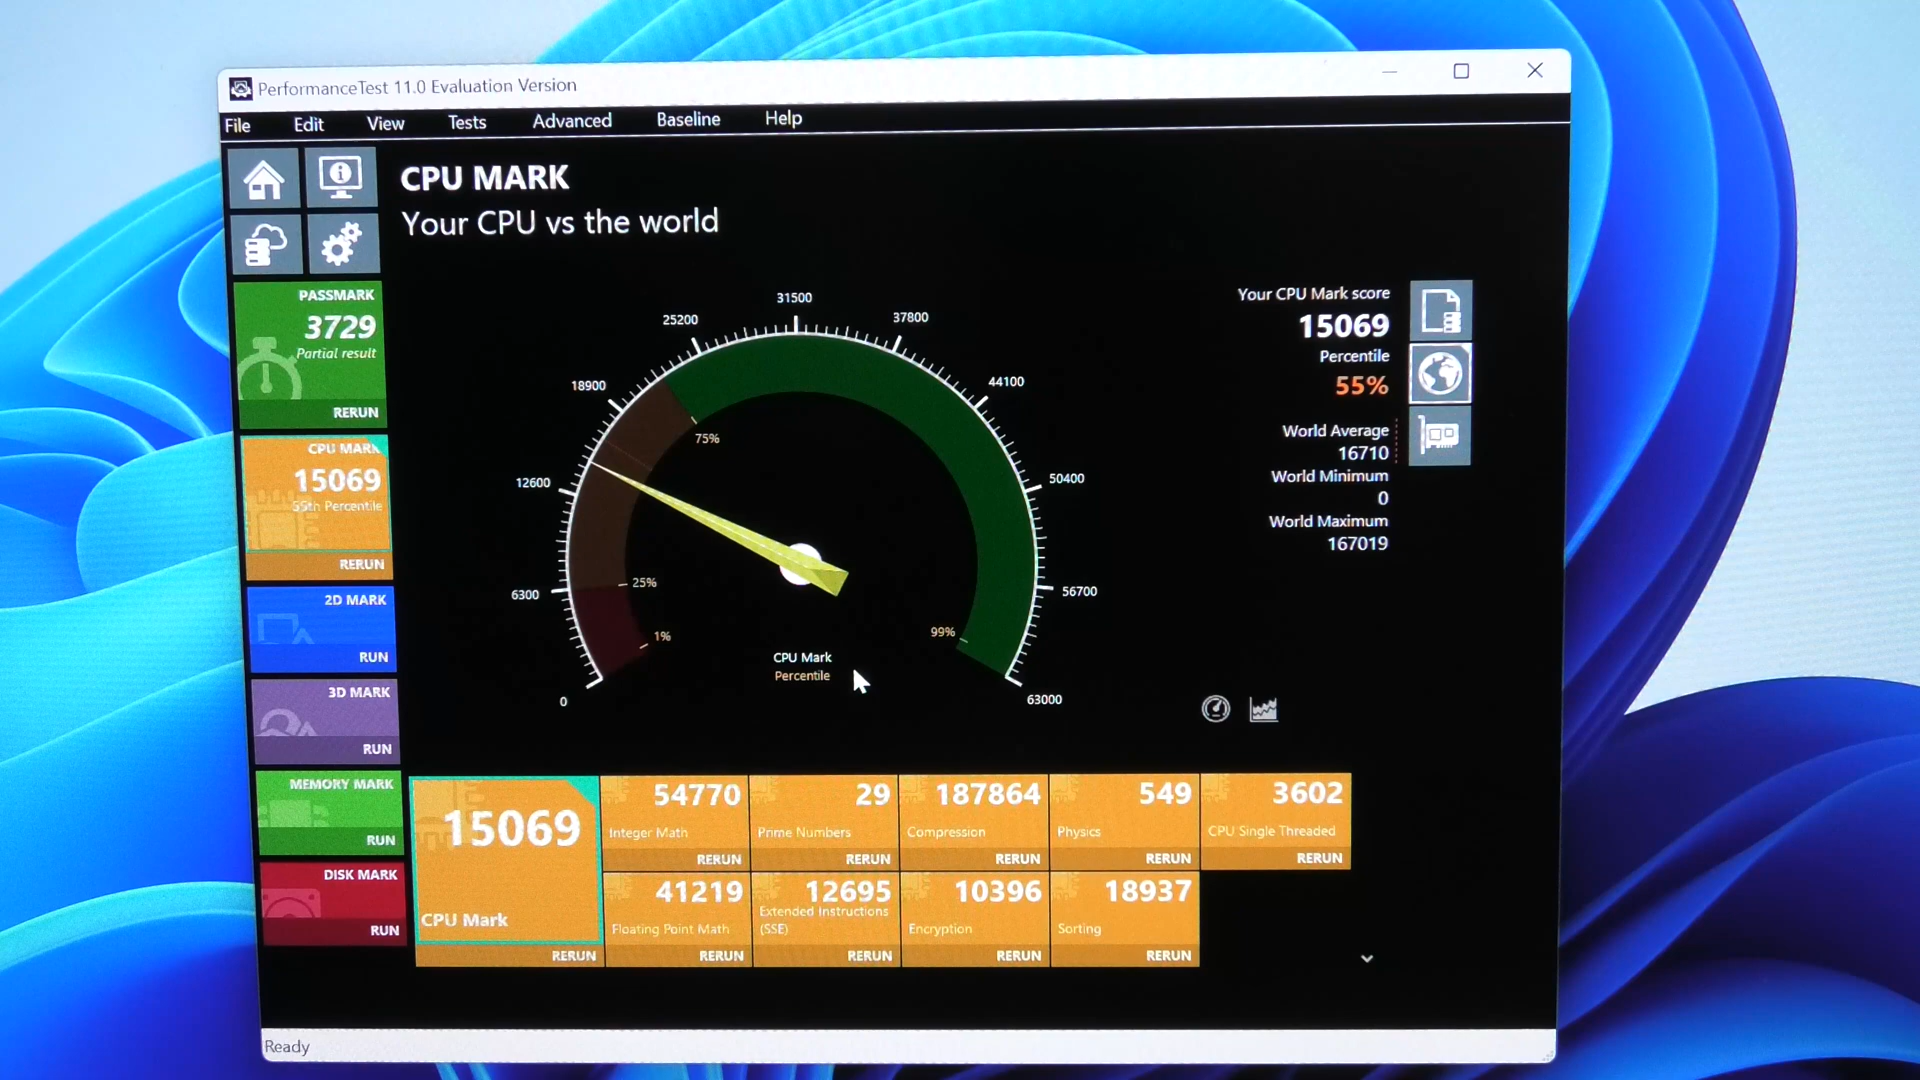 PerformanceTest 11.0 Evaluation Version
File Edit View Tests Advanced Baseline Help
CPU MARK
Your CPU vs the world
PASSMARK
3729
Partial result
RERUN
CPU MARK
15069
55th Percentile
RERUN
2D MARK
RUN
3D MARK
RUN
MEMORY MARK
RUN
DISK MARK
RUN
0
6300
12600
18900
25200
31500
37800
44100
50400
56700
63000
1%
25%
75%
99%
CPU Mark
Percentile
Your CPU Mark score
15069
Percentile
55%
World Average
16710
World Minimum
0
World Maximum
167019
15069
CPU Mark
RERUN
54770
Integer Math
RERUN
29
Prime Numbers
RERUN
187864
Compression
RERUN
549
Physics
RERUN
3602
CPU Single Threaded
RERUN
41219
Floating Point Math
RERUN
12695
Extended Instructions
(SSE)
RERUN
10396
Encryption
RERUN
18937
Sorting
RERUN
Ready